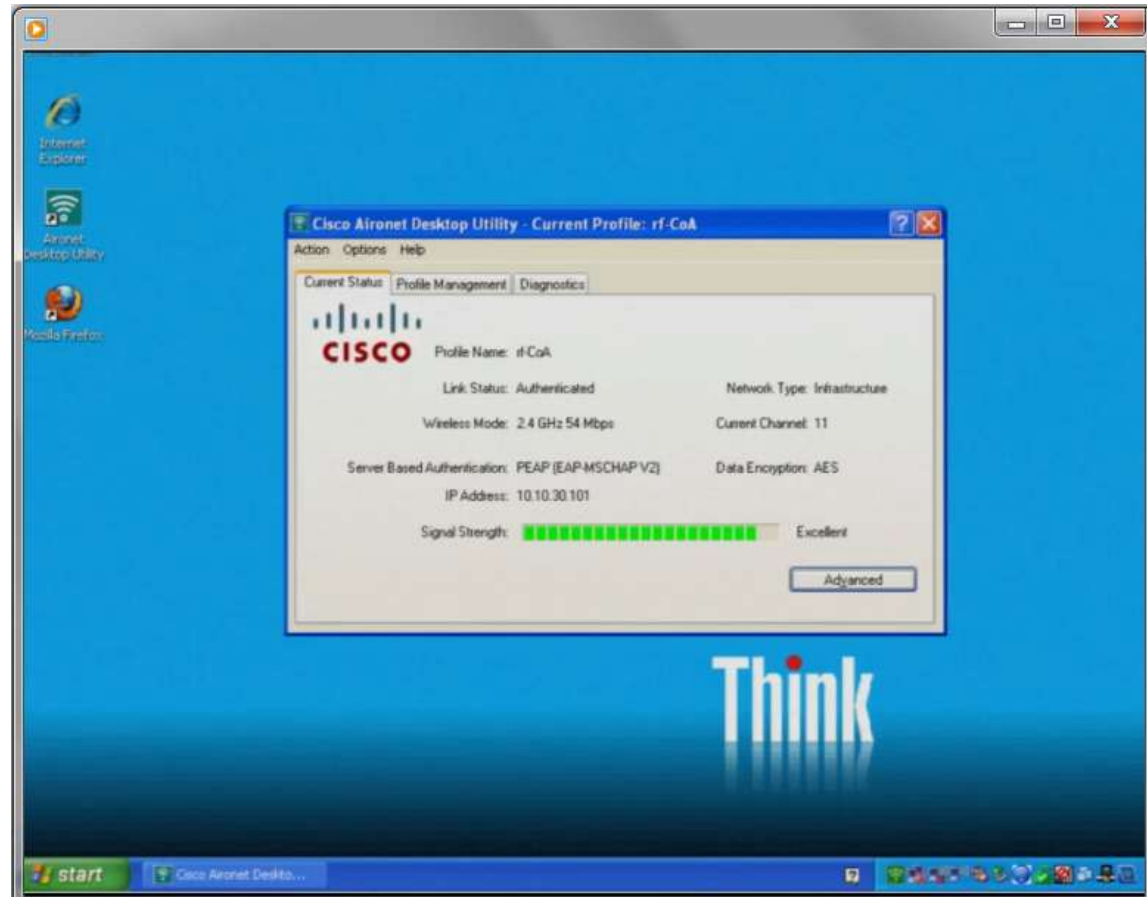 Internet
Explorer
Aironet
Desktop Utility
Mozilla Firefox
Cisco Aironet Desktop Utility - Current Profile: rf-CoA
Action Options Help
Current Status Profile Management Diagnostics
CISCO
Profile Name: rf-CoA
Link Status: Authenticated Network Type: Infrastructure
Wireless Mode: 2.4 GHz 54 Mbps Current Channel: 11
Server Based Authentication: PEAP (EAP-MSCHAP V2) Data Encryption: AES
IP Address: 10.10.30.101
Signal Strength: Excellent
Advanced
Think
start Cisco Aironet Deskto...